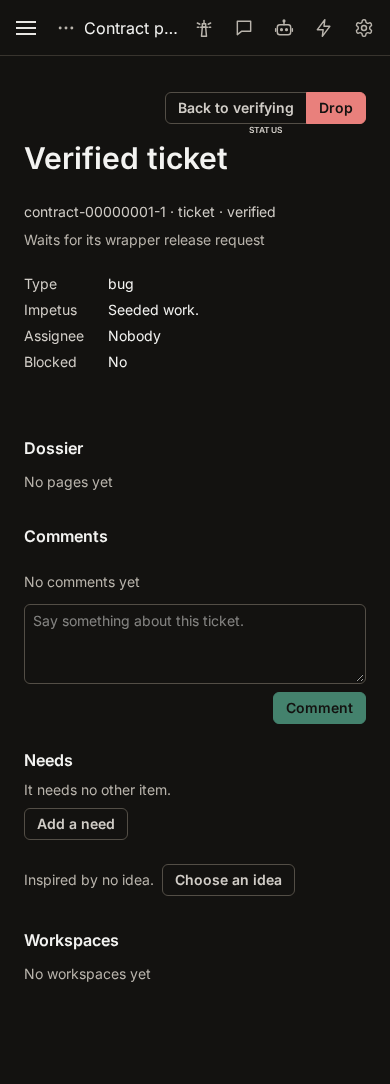 Contract p...
Back to verifying Drop
STATUS
Verified ticket
contract-00000001-1 · ticket · verified
Waits for its wrapper release request
Type bug
Impetus Seeded work.
Assignee Nobody
Blocked No
Dossier
No pages yet
Comments
No comments yet
Say something about this ticket.
Comment
Needs
It needs no other item.
Add a need
Inspired by no idea. Choose an idea
Workspaces
No workspaces yet